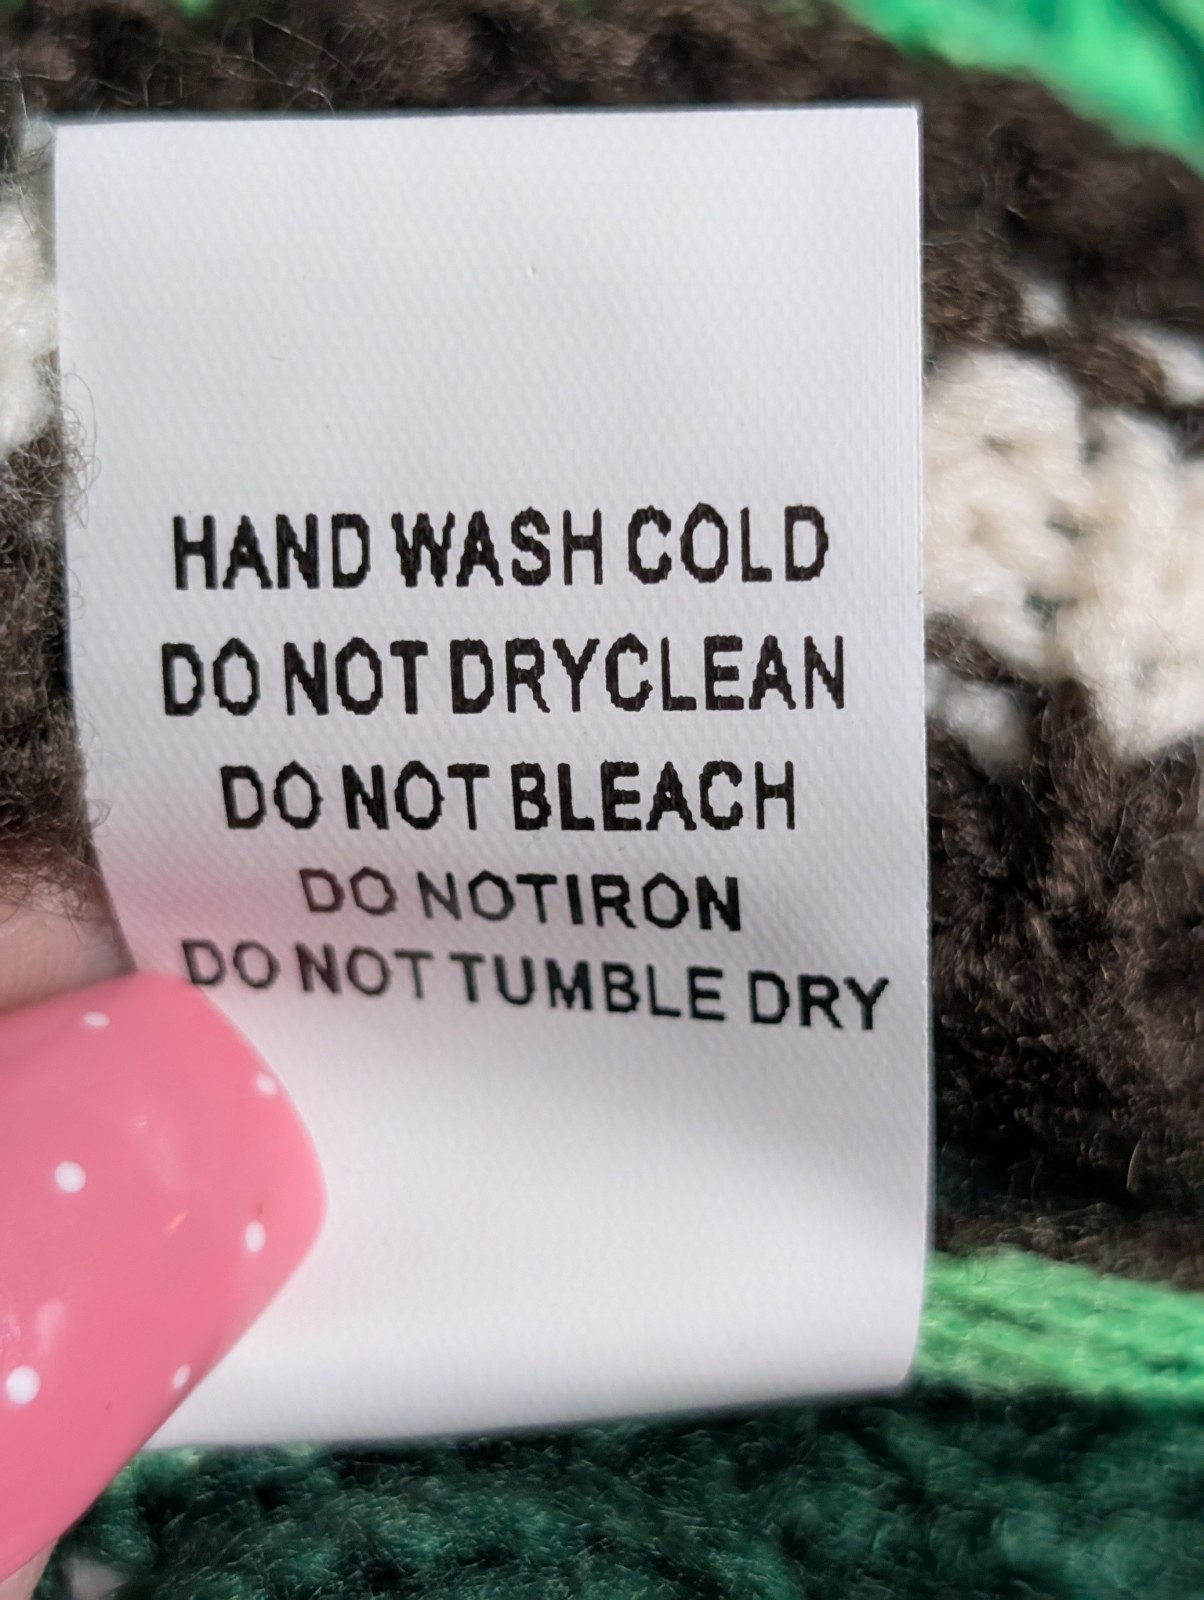 HAND WASH COLD
DO NOT DRYCLEAN
DO NOT BLEACH
DO NOTIRON
DO NOT TUMBLE DRY